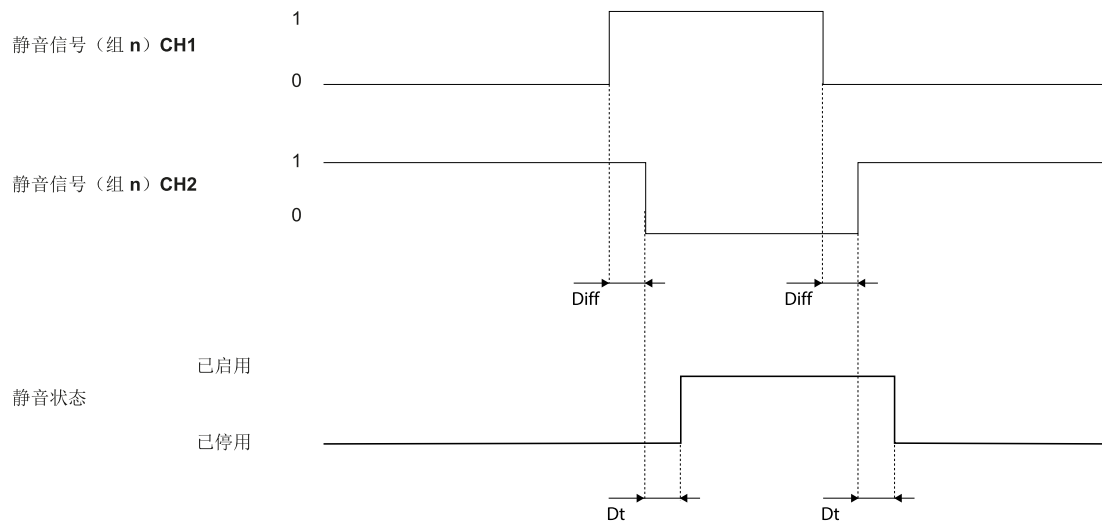 1
静音信号（组 n）CH1
0
1
静音信号（组 n）CH2
0
Diff Diff
已启用
静音状态
已停用
Dt Dt